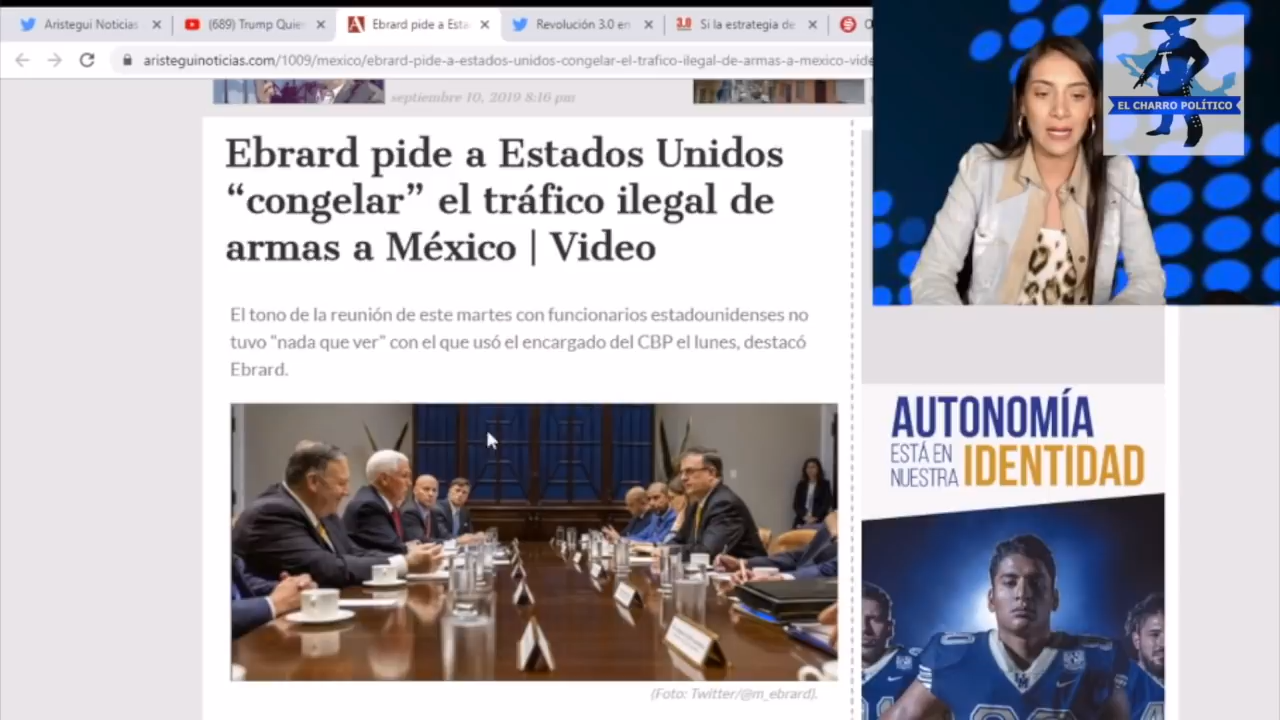 Aristegui Noticias
(689) Trump Quie
Ebrard pide a Esta
Revolución 3.0 en
3.0
Si la estrategia de
aristeguinoticias.com/1009/mexico/ebrard-pide-a-estados-unidos-congelar-el-trafico-ilegal-de-armas-a-mexico-vide
EL CHARRO POLÍTICO
septiembre 10, 2019 8:16 pm
Ebrard pide a Estados Unidos
“congelar” el tráfico ilegal de
armas a México | Video
El tono de la reunión de este martes con funcionarios estadounidenses no
tuvo “nada que ver” con el que usó el encargado del CBP el lunes, destacó
Ebrard.
(Foto: Twitter/@m_ebrard).
AUTONOMÍA
ESTÁ EN
NUESTRA IDENTIDAD